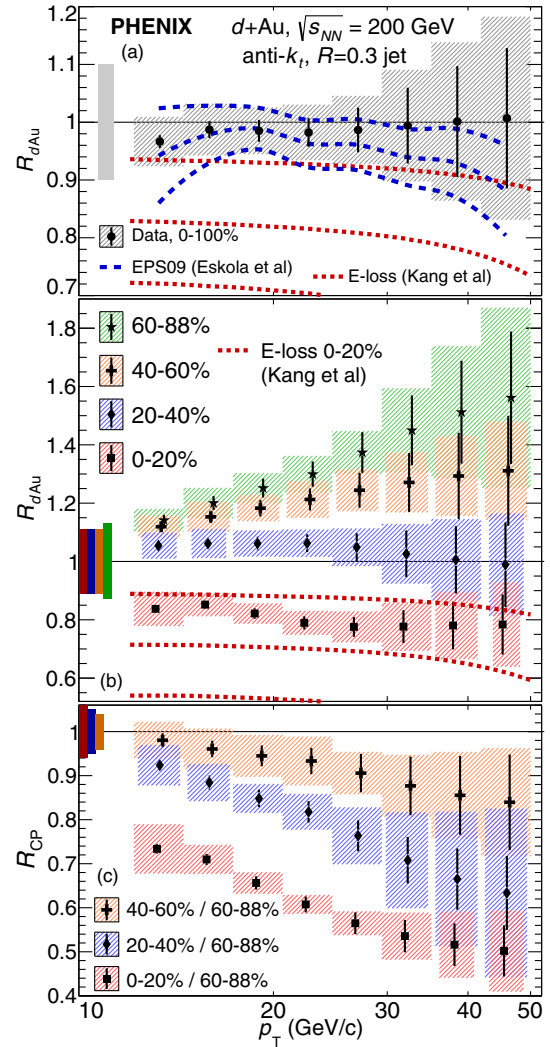 PHENIX d+Au, √s_NN = 200 GeV
(a) anti-k_t, R=0.3 jet
1.2
1.1
1
0.9
0.8
0.7
R_dAu
Data, 0-100%
EPS09 (Eskola et al)
E-loss (Kang et al)
1.8
1.6
1.4
1.2
1
0.8
0.6
R_dAu
60-88%
40-60%
20-40%
0-20%
E-loss 0-20%
(Kang et al)
(b)
1
0.9
0.8
0.7
0.6
0.5
0.4
R_CP
(c)
40-60% / 60-88%
20-40% / 60-88%
0-20% / 60-88%
10 20 30 40 50
p_T (GeV/c)